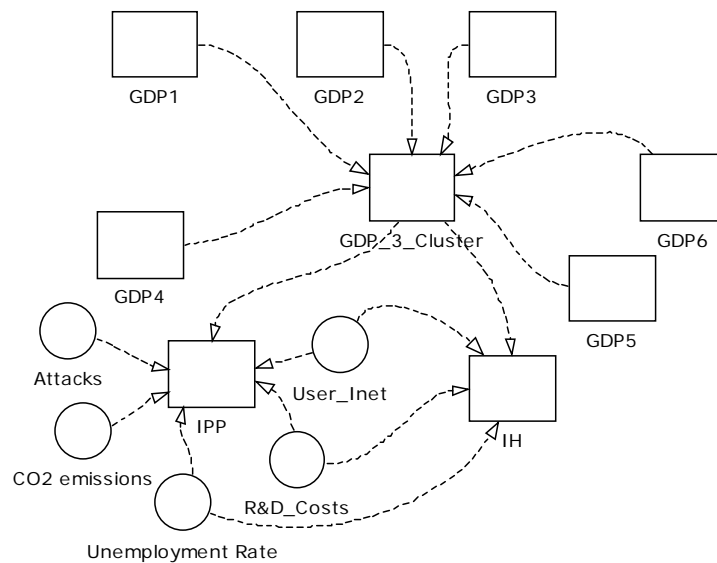 GDP1
GDP2
GDP3
GDP_3_Cluster
GDP6
GDP4
GDP5
Attacks
User_Inet
IPP
IH
CO2 emissions
R&D_Costs
Unemployment Rate